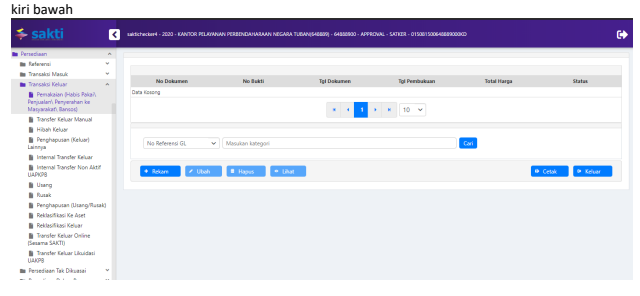 kiri bawah
sakti
sakticheckers4 - 2020 - KANTOR PELAYANAN PERBENDAHARAAN NEGARA TUBAN(648889) - 64888900 - APPROVAL - SATKER - 015081500648889000KD
Persediaan
Referensi
Transaksi Masuk
Transaksi Keluar
Pemakaian (Habis Pakai\
Penjualan\ Penyerahan ke
Masyarakat\ Bansos)
Transfer Keluar Manual
Hibah Keluar
Penghapusan (Keluar)
Lainnya
Internal Transfer Keluar
Internal Transfer Non Aktif
UAPKPB
Usang
Rusak
Penghapusan (Usang/Rusak)
Reklasifikasi Ke Aset
Reklasifikasi Keluar
Transfer Keluar Online
(Sesama SAKTI)
Transfer Keluar Likuidasi
UAKPB
Persediaan Tak Dikuasai
No Dokumen No Bukti Tgl Dokumen Tgl Pembukuan Total Harga Status
Data Kosong
1 10
No Referensi GL Masukan kategori Cari
Rekam Ubah Hapus Lihat Cetak Keluar